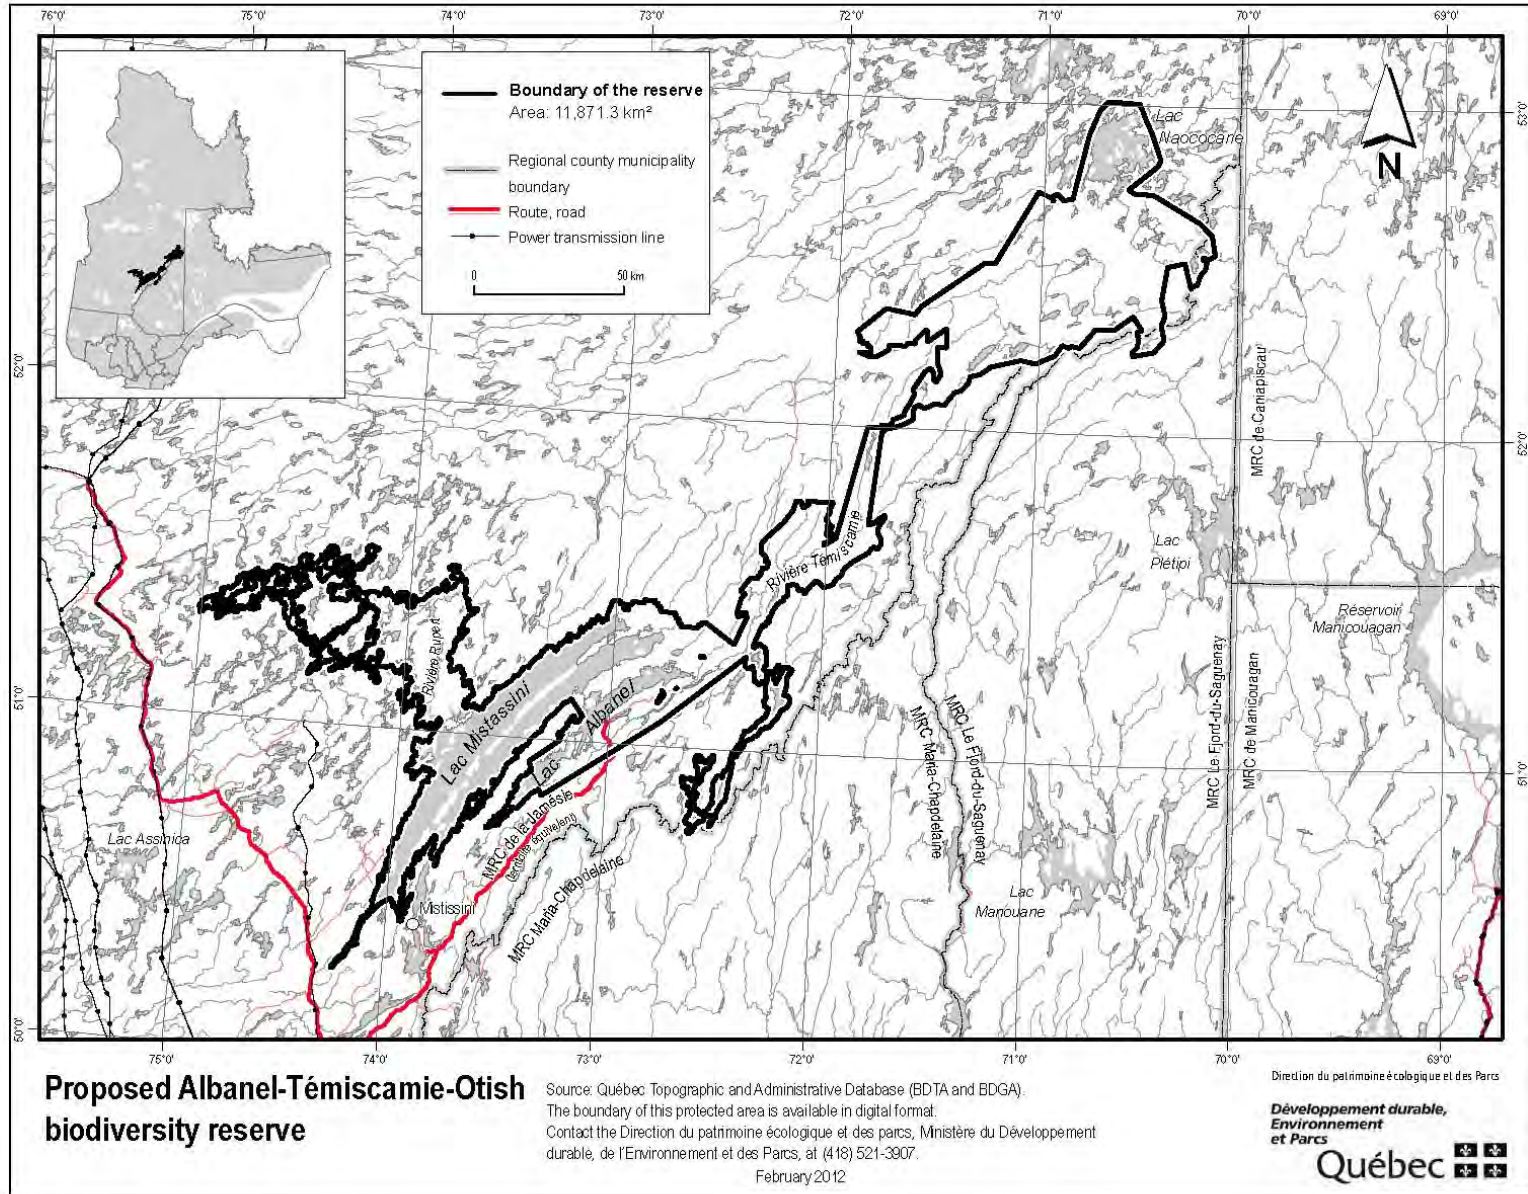 76°0' 75°0' 74°0' 73°0' 72°0' 71°0' 70°0' 69°0'
Boundary of the reserve
Area: 11,871.3 km²
Regional county municipality
boundary
Route, road
Power transmission line
0 50 km
N
Lac
Naococane
53°0'
52°0'
52°0'
MRC de Caniapiscau
Lac
Plétipi
Rivière Témiscamie
Réservoir
Manicouagan
Rivière Rupert
51°0'
51°0'
Lac Mistassini
Lac Albanel
MRC Le Fjord-du-Saguenay
MRC de Manicouagan
MRC Maria-Chapdelaine
MRC Le Fjord-du-Saguenay
MRC de la Jamésie
(territoire équivalent)
MRC Maria-Chapdelaine
Lac Assinica
Mistissini
Lac
Manouane
50°0'
75°0' 74°0' 73°0' 72°0' 71°0' 70°0' 69°0'
Proposed Albanel-Témiscamie-Otish
biodiversity reserve
Source: Québec Topographic and Administrative Database (BDTA and BDGA).
The boundary of this protected area is available in digital format.
Contact the Direction du patrimoine écologique et des parcs, Ministère du Développement
durable, de l'Environnement et des Parcs, at (418) 521-3907.
February 2012
Direction du patrimoine écologique et des Parcs
Développement durable,
Environnement
et Parcs
Québec